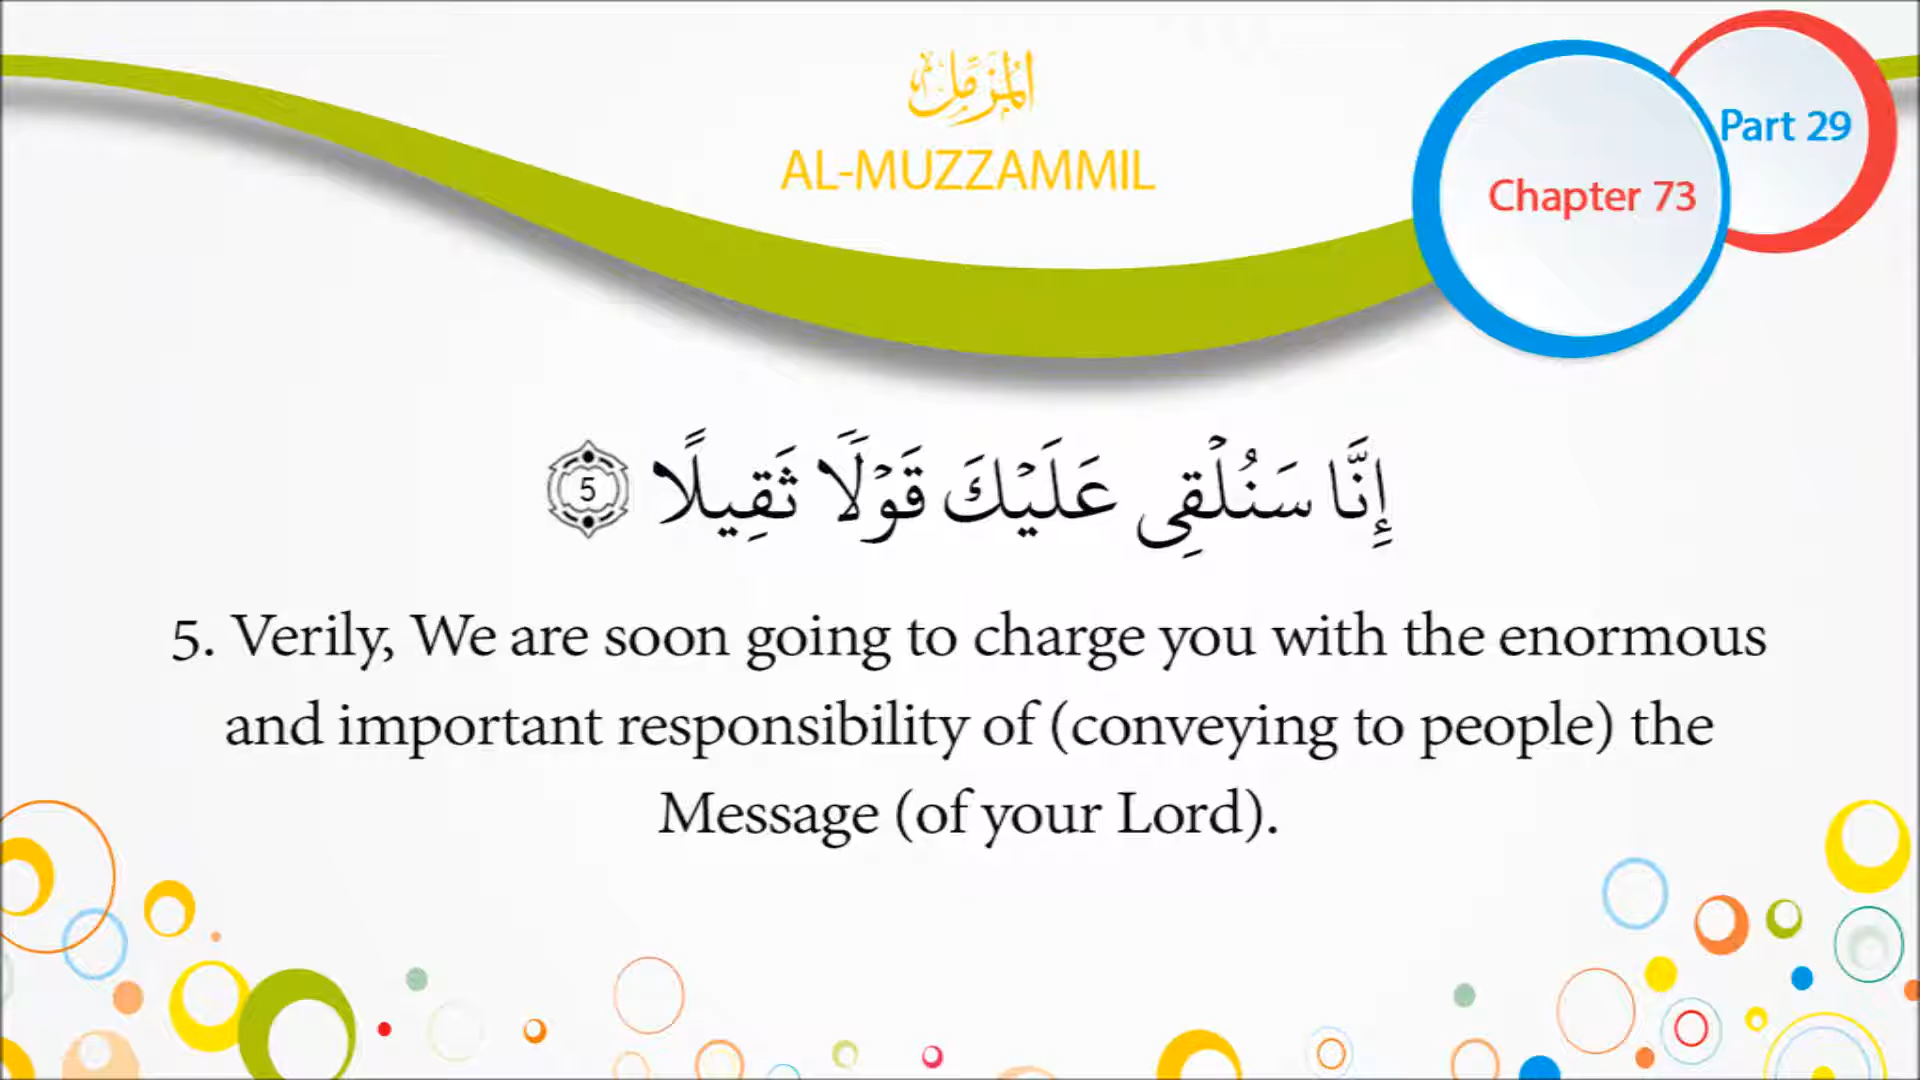 المزمل
AL-MUZZAMMIL
Part 29
Chapter 73
إِنَّا سَنُلْقِى عَلَيْكَ قَوْلًا ثَقِيلًا 5
5. Verily, We are soon going to charge you with the enormous
and important responsibility of (conveying to people) the
Message (of your Lord).